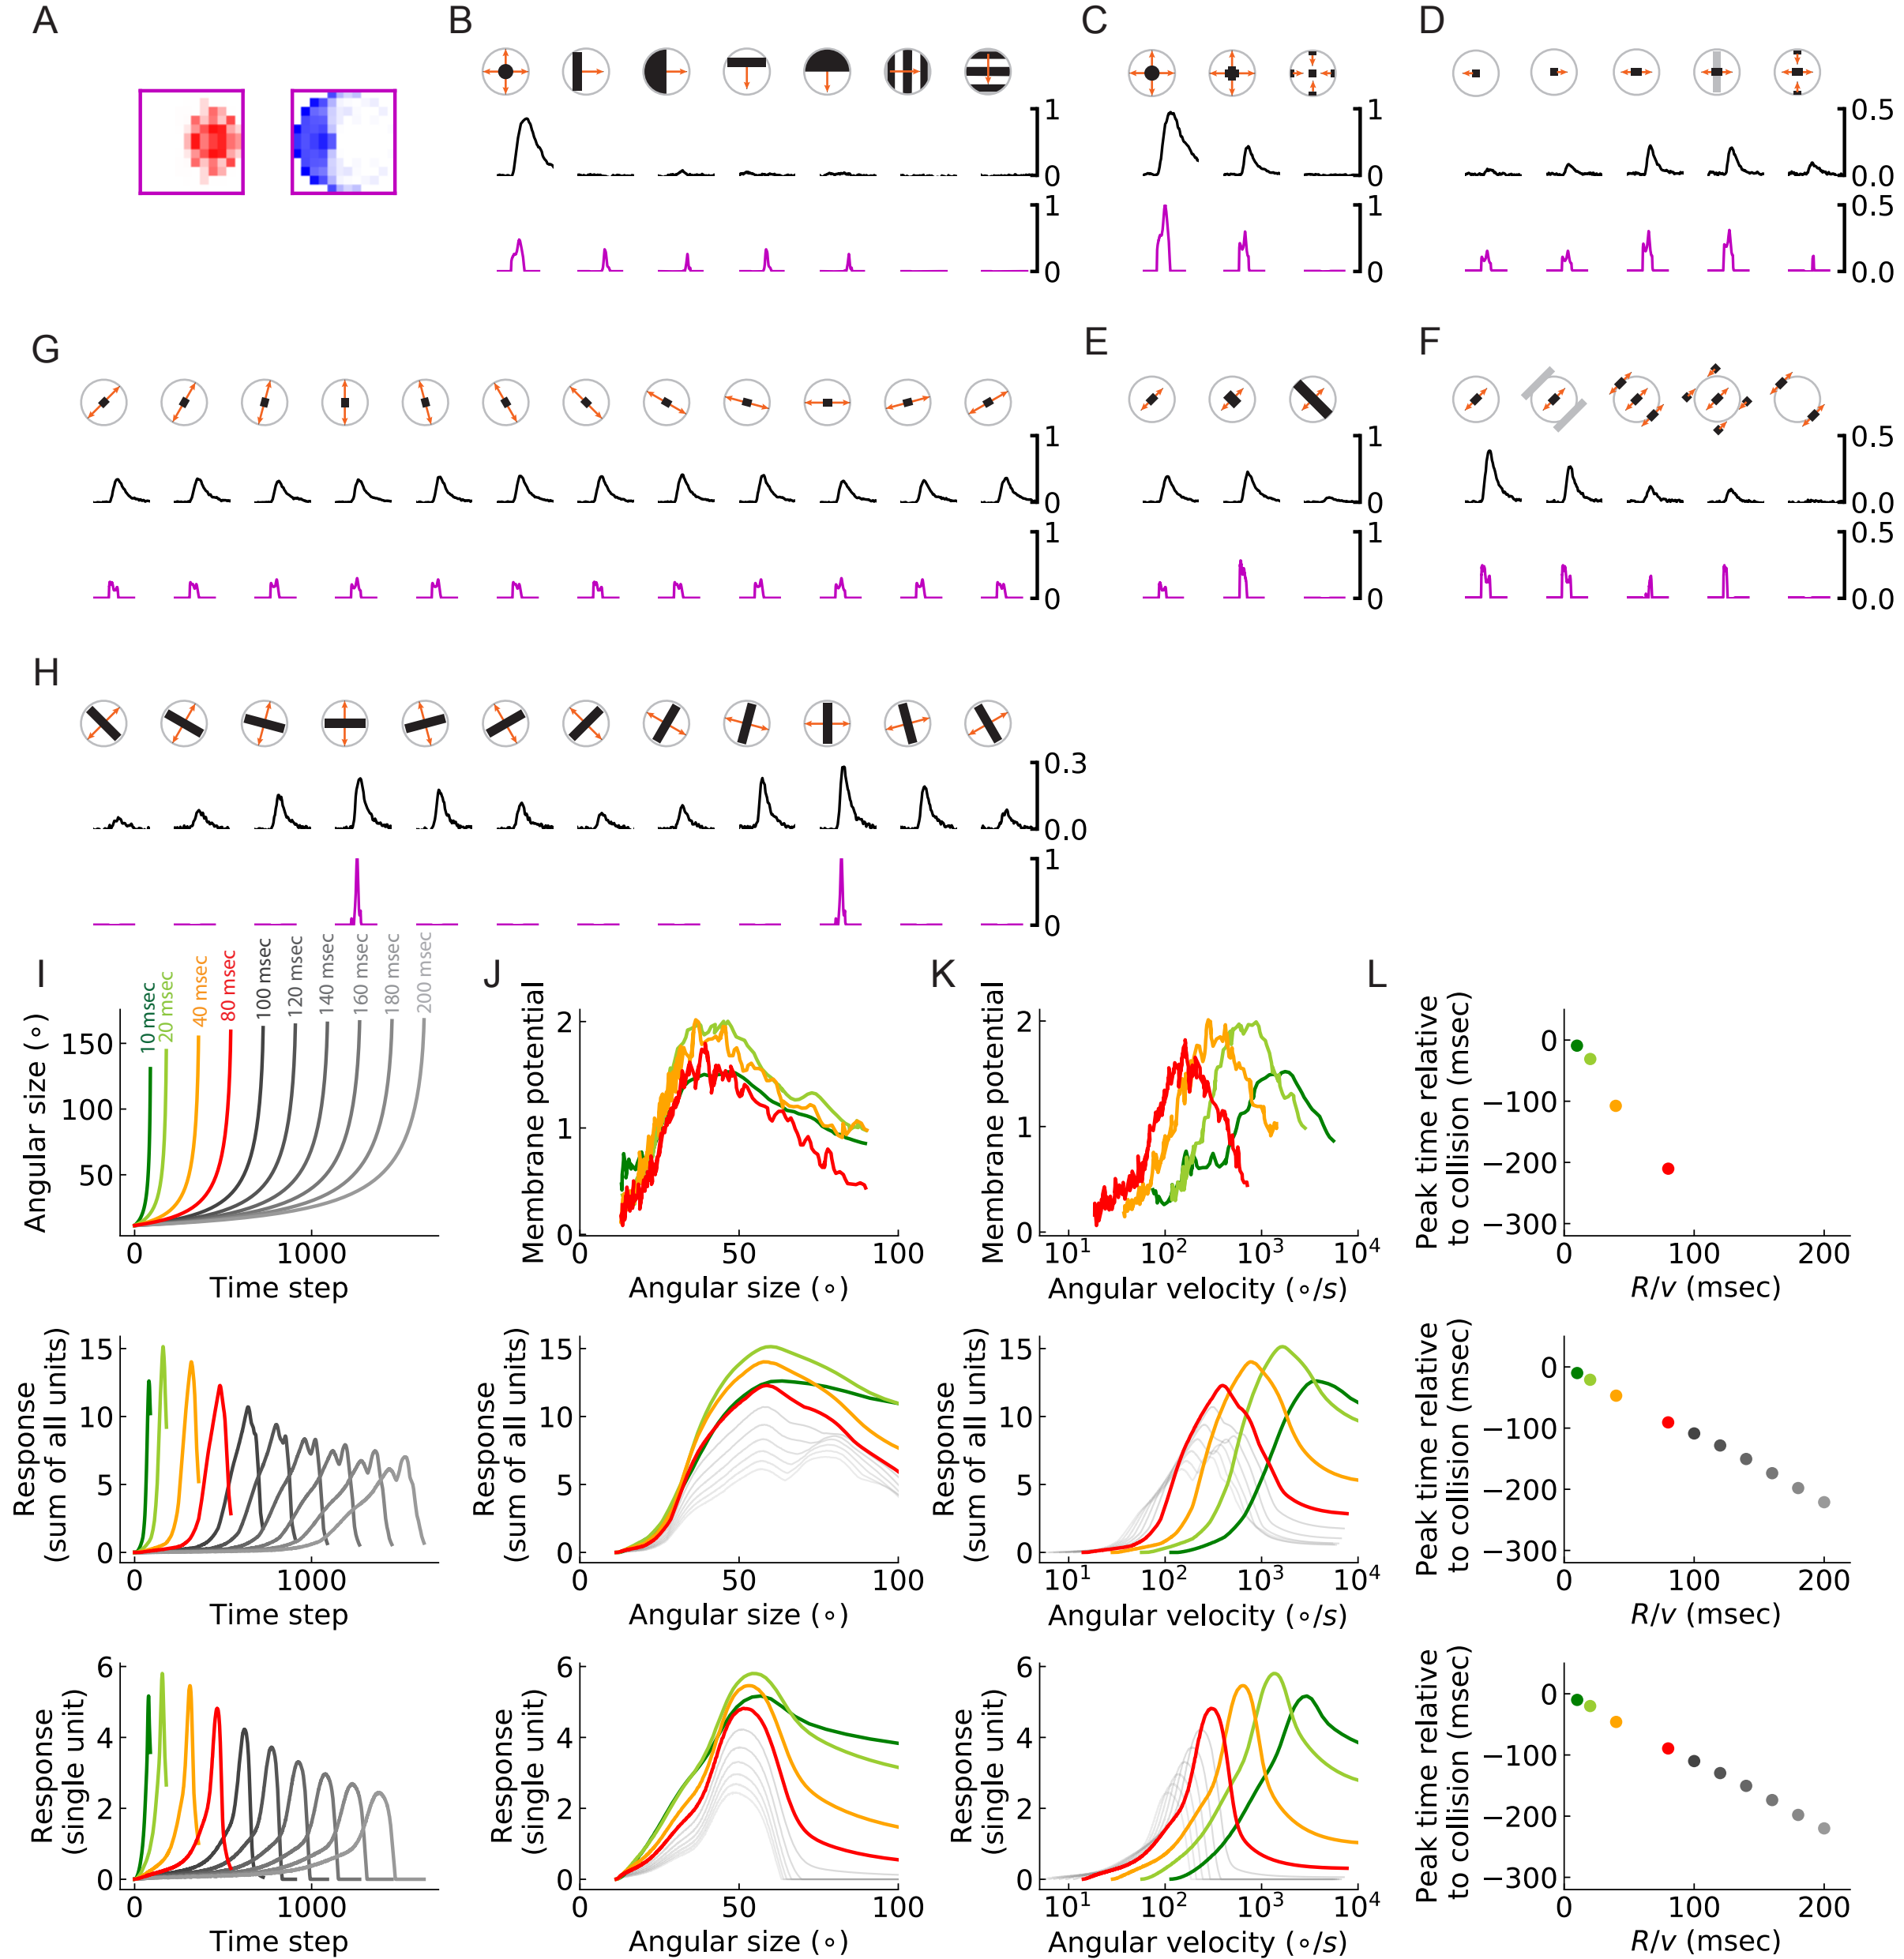 A
B
C
D
1
0
1
0
0.5
0.0
1
0
1
0
0.5
0.0
G
E
F
1
0
1
0
0.5
0.0
1
0
1
0
0.5
0.0
H
0.3
0.0
1
0
I
J
K
L
10 msec
20 msec
40 msec
80 msec
100 msec
120 msec
140 msec
160 msec
180 msec
200 msec
Angular size (∘)
150
100
50
0 1000
Time step
Membrane potential
2
1
0
0 50 100
Angular size (∘)
Membrane potential
2
1
0
10¹ 10² 10³ 10⁴
Angular velocity (∘/s)
Peak time relative
to collision (msec)
0
−100
−200
−300
0 100 200
R/v (msec)
Response
(sum of all units)
15
10
5
0
0 1000
Time step
Response
(sum of all units)
15
10
5
0
0 50 100
Angular size (∘)
Response
(sum of all units)
15
10
5
0
10¹ 10² 10³ 10⁴
Angular velocity (∘/s)
Peak time relative
to collision (msec)
0
−100
−200
−300
0 100 200
R/v (msec)
Response
(single unit)
6
4
2
0
0 1000
Time step
Response
(single unit)
6
4
2
0
0 50 100
Angular size (∘)
Response
(single unit)
6
4
2
0
10¹ 10² 10³ 10⁴
Angular velocity (∘/s)
Peak time relative
to collision (msec)
0
−100
−200
−300
0 100 200
R/v (msec)